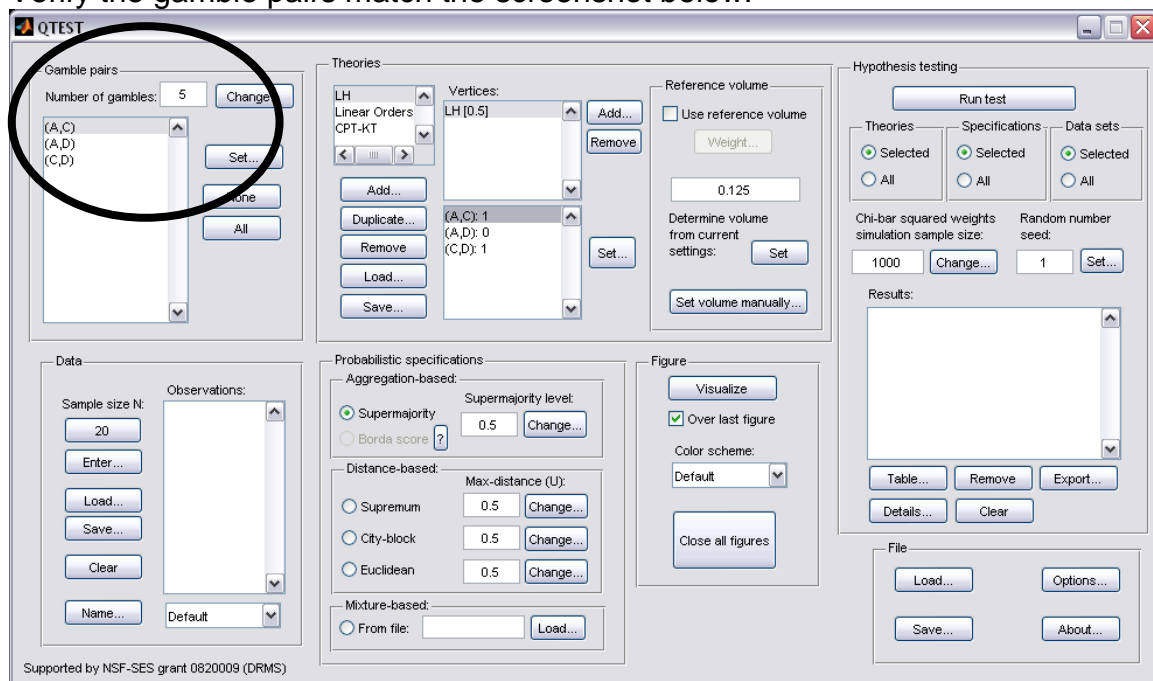 Verify the gamble pairs match the screenshot below.
QTEST
Gamble pairs
Number of gambles: 5 Change...
(A,C)
(A,D)
(C,D)
Set...
None
All
Theories
LH
Linear Orders
CPT-KT
Add...
Duplicate...
Remove
Load...
Save...
Vertices:
LH [0.5]
Add...
Remove
(A,C): 1
(A,D): 0
(C,D): 1
Set...
Reference volume
Use reference volume
Weight...
0.125
Determine volume
from current
settings: Set
Set volume manually...
Hypothesis testing
Run test
Theories
Selected
All
Specifications
Selected
All
Data sets
Selected
All
Chi-bar squared weights
simulation sample size:
1000 Change...
Random number
seed:
1 Set...
Results:
Table... Remove Export...
Details... Clear
Data
Sample size N:
20
Enter...
Load...
Save...
Clear
Name...
Observations:
Default
Probabilistic specifications
Aggregation-based:
Supermajority
Borda score ?
Supermajority level:
0.5 Change...
Distance-based:
Max-distance (U):
Supremum 0.5 Change...
City-block 0.5 Change...
Euclidean 0.5 Change...
Mixture-based:
From file: Load...
Figure
Visualize
Over last figure
Color scheme:
Default
Close all figures
File
Load... Options...
Save... About...
Supported by NSF-SES grant 0820009 (DRMS)